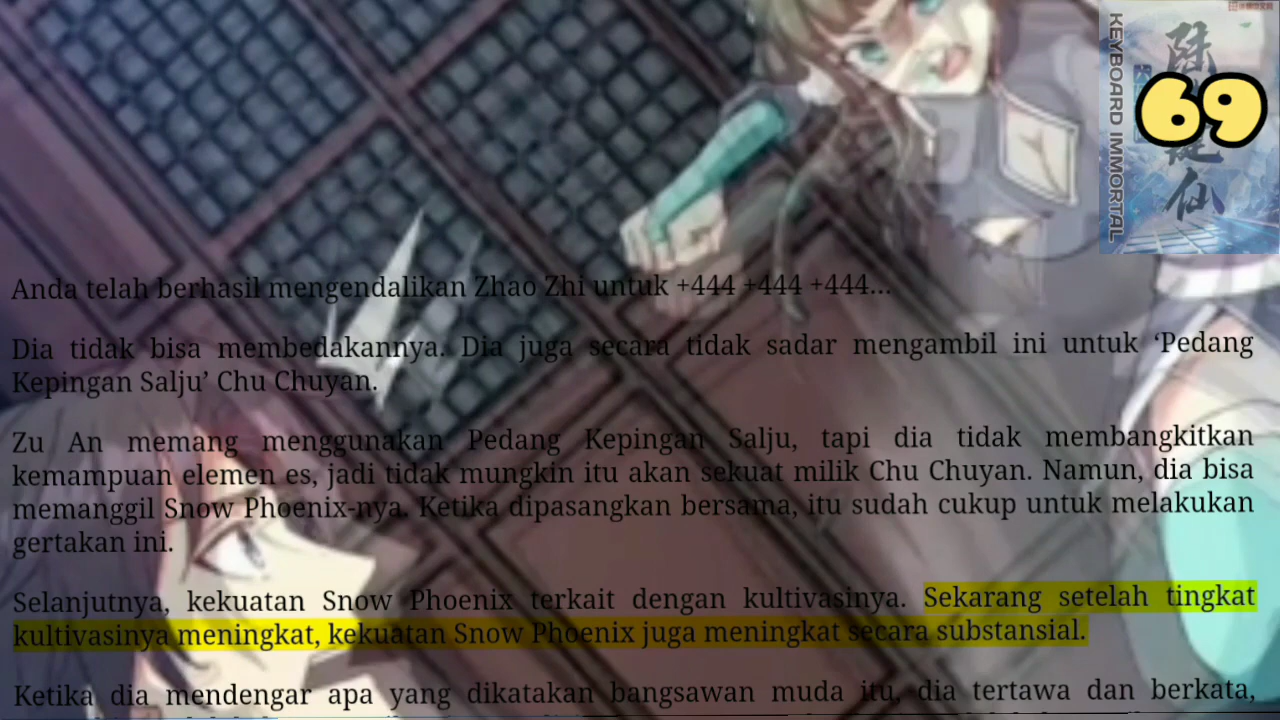 KEYBOARD IMMORTAL
69
仙
Anda telah berhasil mengendalikan Zhao Zhi untuk +444 +444 +444...
Dia tidak bisa membedakannya. Dia juga secara tidak sadar mengambil ini untuk ‘Pedang
Kepingan Salju’ Chu Chuyan.
Zu An memang menggunakan Pedang Kepingan Salju, tapi dia tidak membangkitkan
kemampuan elemen es, jadi tidak mungkin itu akan sekuat milik Chu Chuyan. Namun, dia bisa
memanggil Snow Phoenix-nya. Ketika dipasangkan bersama, itu sudah cukup untuk melakukan
gertakan ini.
Selanjutnya, kekuatan Snow Phoenix terkait dengan kultivasinya. Sekarang setelah tingkat
kultivasinya meningkat, kekuatan Snow Phoenix juga meningkat secara substansial.
Ketika dia mendengar apa yang dikatakan bangsawan muda itu, dia tertawa dan berkata,